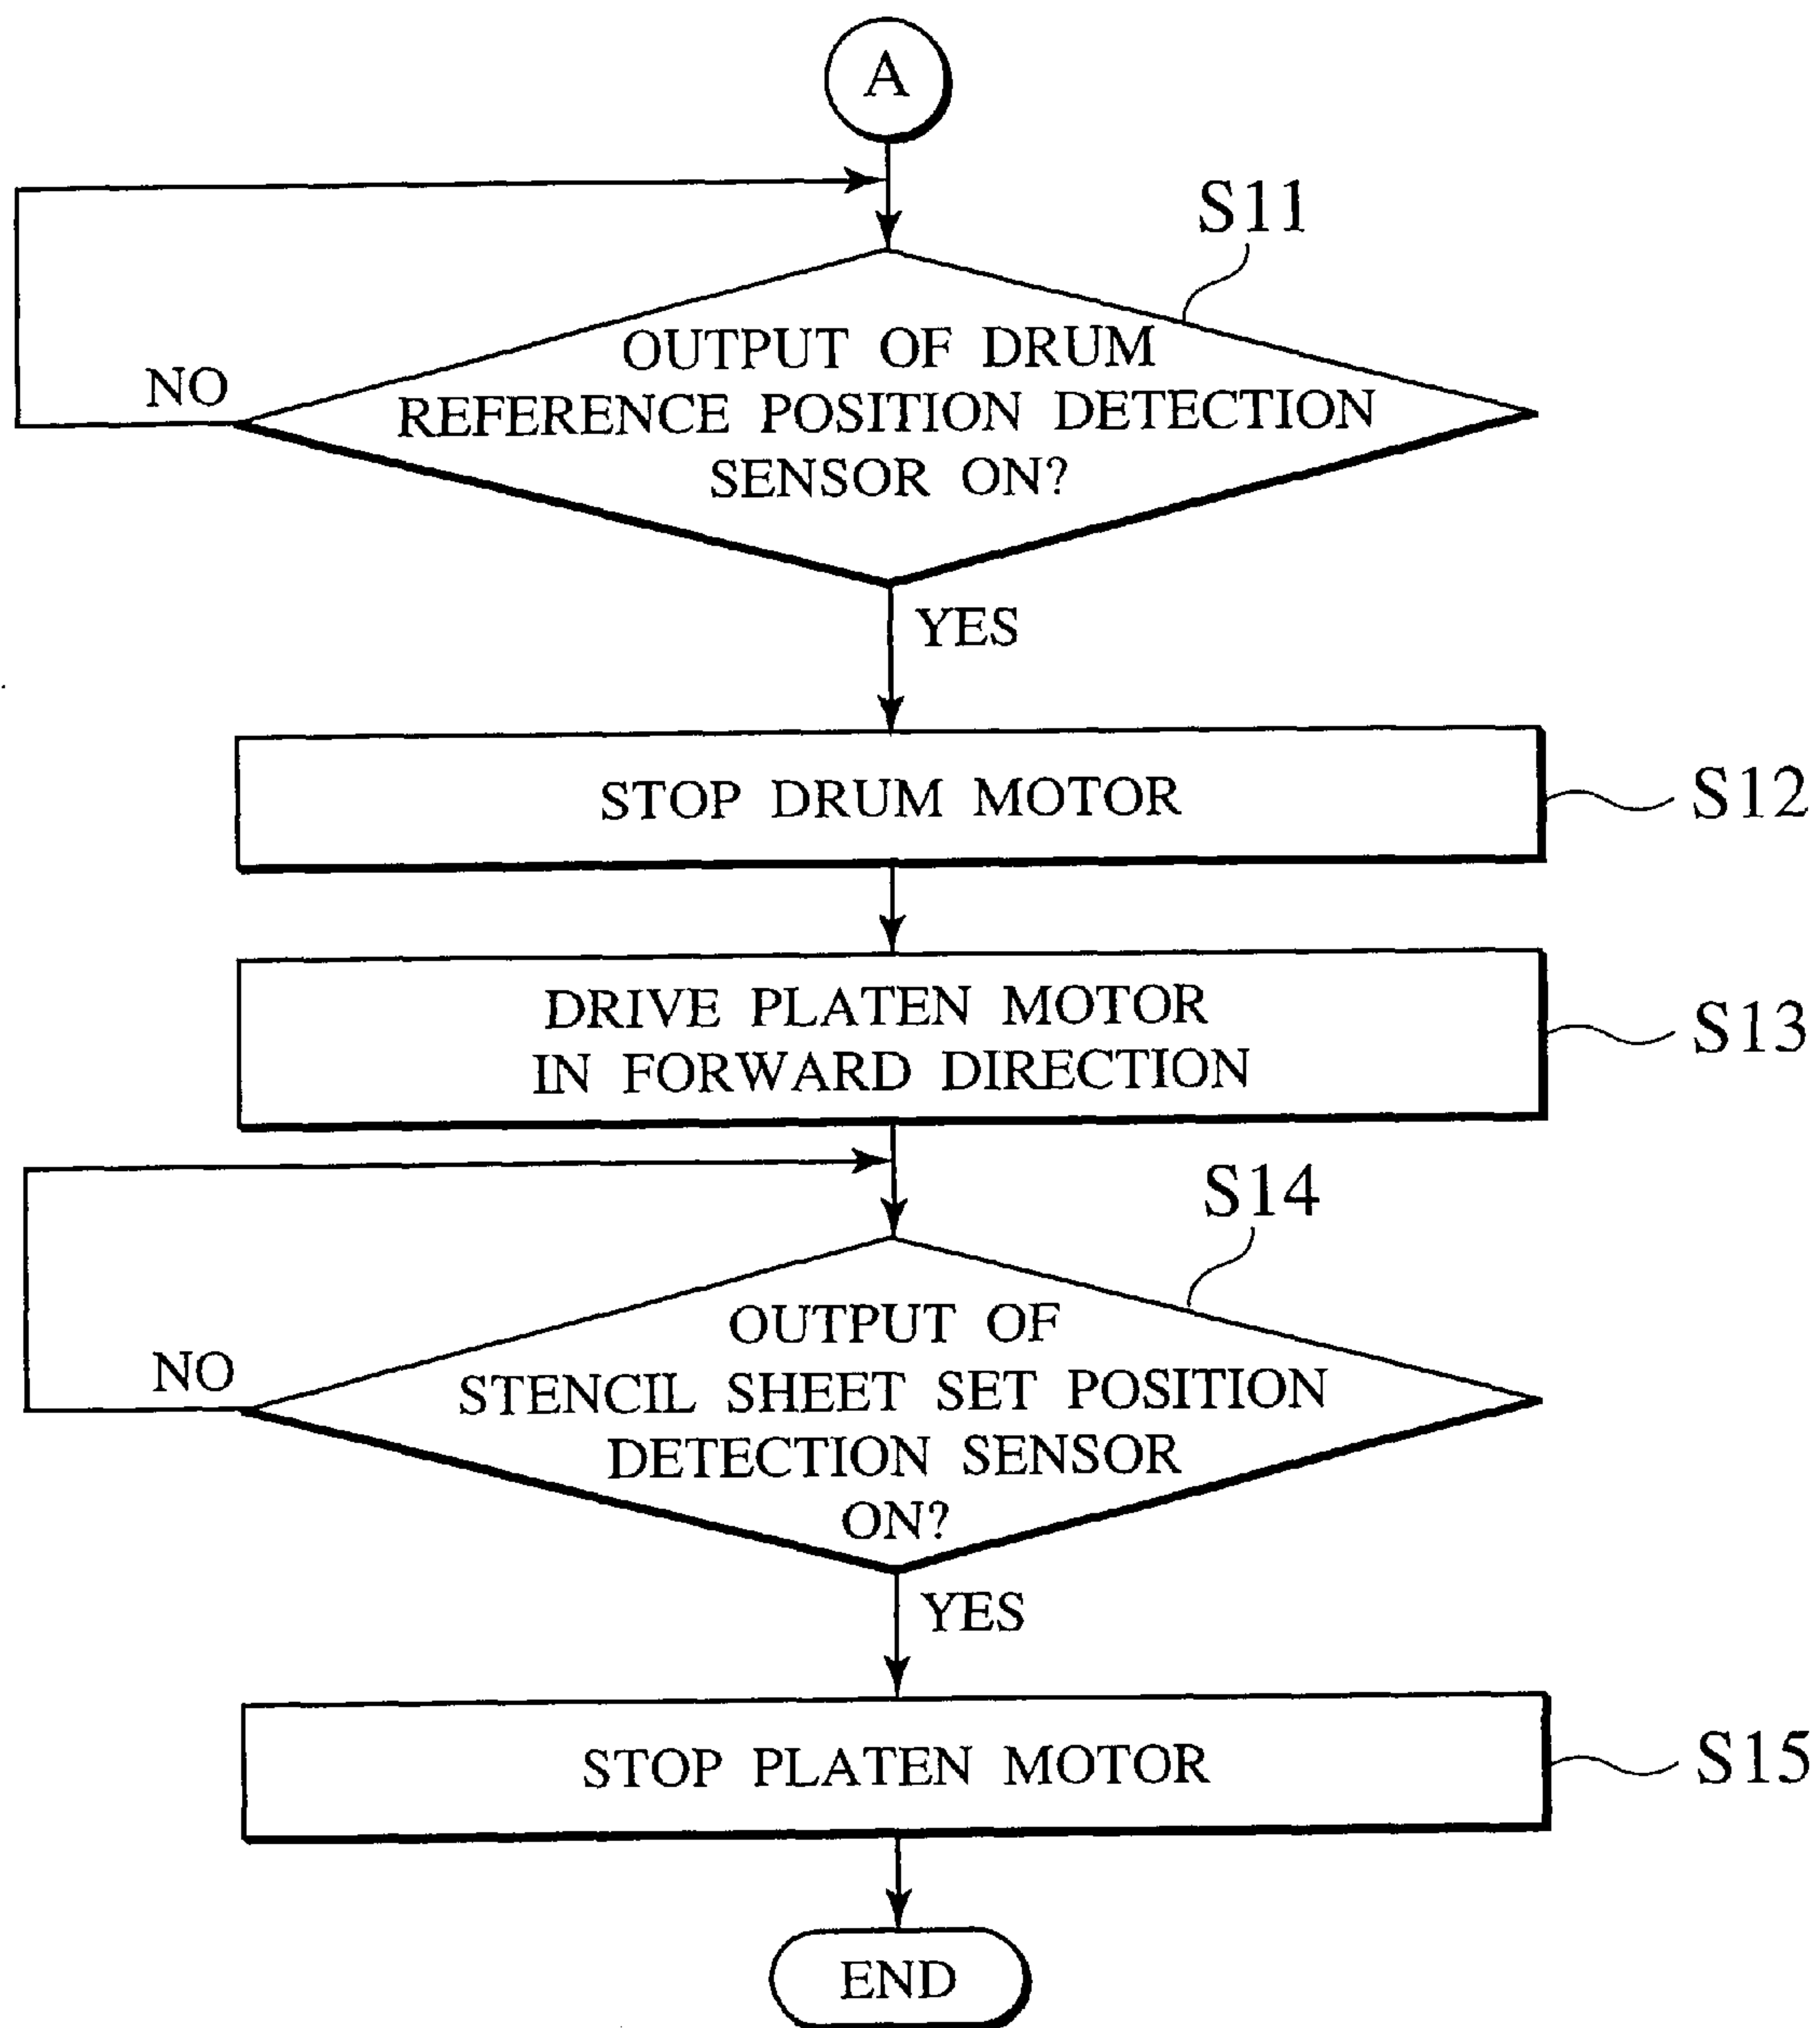 A
S11
OUTPUT OF DRUM
REFERENCE POSITION DETECTION
SENSOR ON?
NO
YES
STOP DRUM MOTOR
S12
DRIVE PLATEN MOTOR
IN FORWARD DIRECTION
S13
S14
OUTPUT OF
STENCIL SHEET SET POSITION
DETECTION SENSOR
ON?
NO
YES
STOP PLATEN MOTOR
S15
END